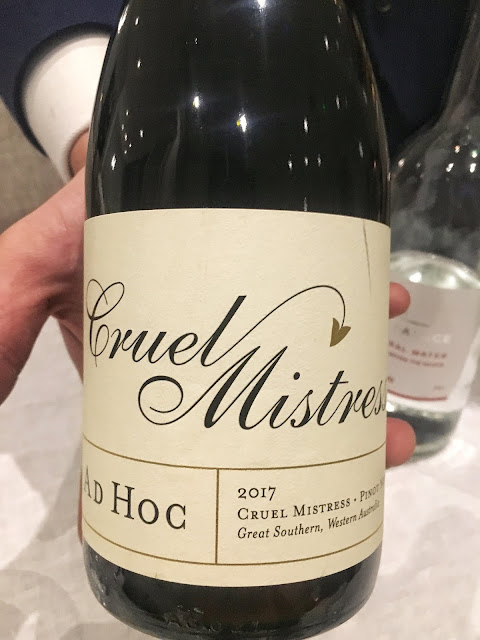 Cruel
Mistress
AD HOC
2017
CRUEL MISTRESS · PINOT
Great Southern, Western Australia